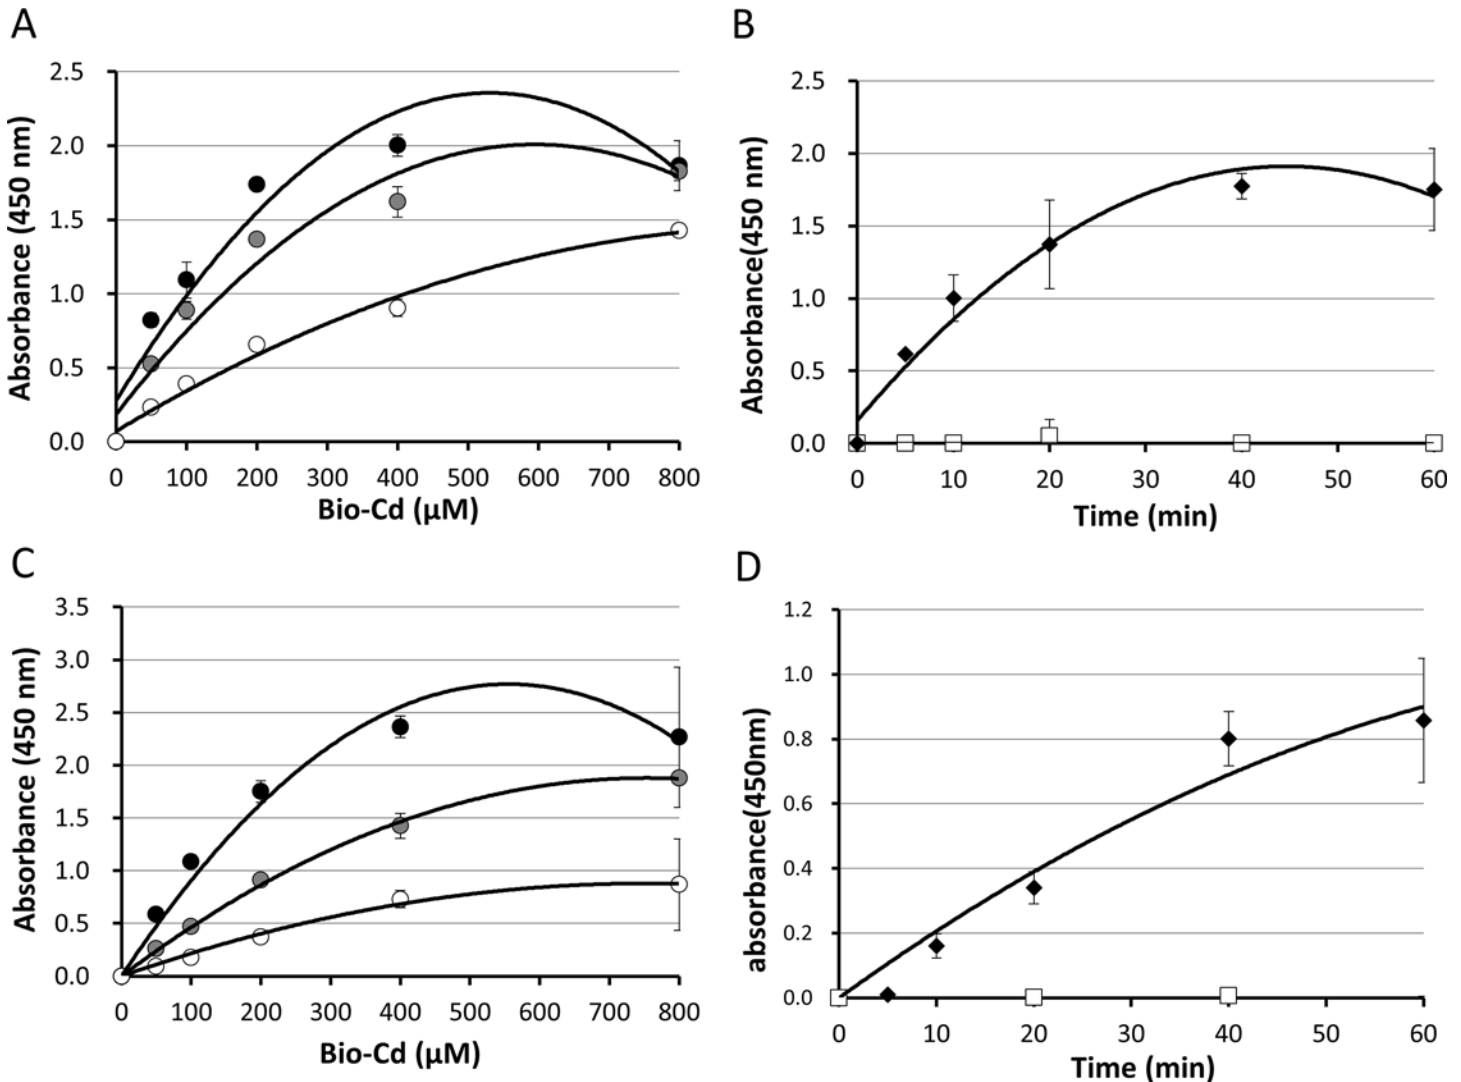 A
Absorbance (450 nm)
2.5
2.0
1.5
1.0
0.5
0.0
0 100 200 300 400 500 600 700 800
Bio-Cd (µM)
B
Absorbance(450 nm)
2.5
2.0
1.5
1.0
0.5
0.0
0 10 20 30 40 50 60
Time (min)
C
Absorbance (450 nm)
3.5
3.0
2.5
2.0
1.5
1.0
0.5
0.0
0 100 200 300 400 500 600 700 800
Bio-Cd (µM)
D
absorbance(450nm)
1.2
1.0
0.8
0.6
0.4
0.2
0.0
0 10 20 30 40 50 60
Time (min)